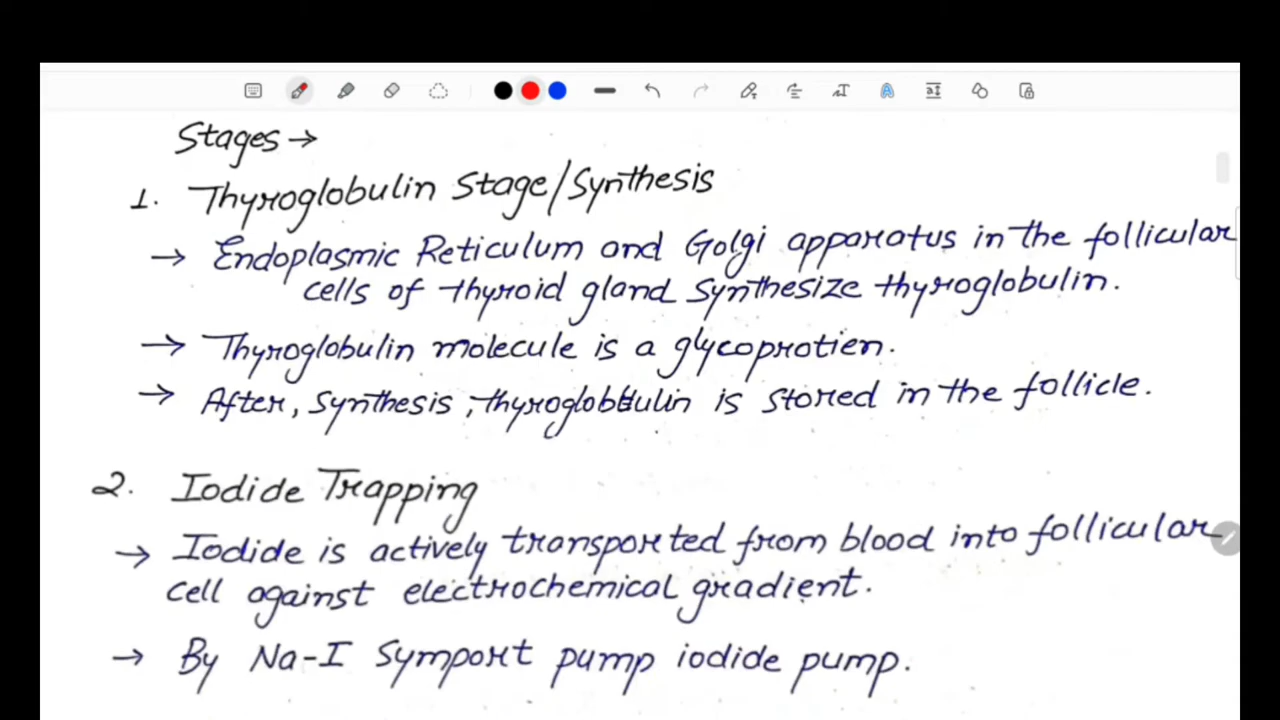 Stages →
1. Thyroglobulin Stage/Synthesis
→ Endoplasmic Reticulum and Golgi apparatus in the follicular
cells of thyroid gland synthesize thyroglobulin.
→ Thyroglobulin molecule is a glycoprotien.
→ After, Synthesis, thyroglobulin is stored in the follicle.
2. Iodide Trapping
→ Iodide is actively transported from blood into follicular
cell against electrochemical gradient.
→ By Na-I Symport pump iodide pump.